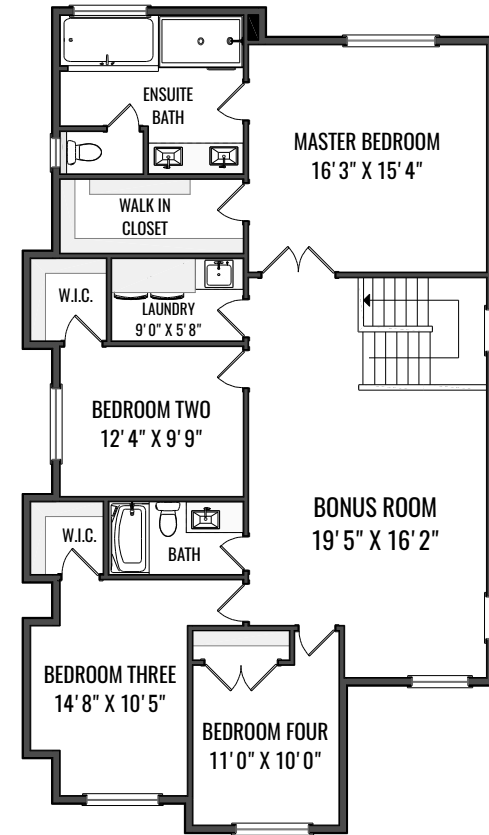 ENSUITE
BATH
MASTER BEDROOM
16'3" X 15'4"
WALK IN
CLOSET
W.I.C.
LAUNDRY
9'0" X 5'8"
BEDROOM TWO
12'4" X 9'9"
BONUS ROOM
19'5" X 16'2"
W.I.C.
BATH
BEDROOM THREE
14'8" X 10'5"
BEDROOM FOUR
11'0" X 10'0"